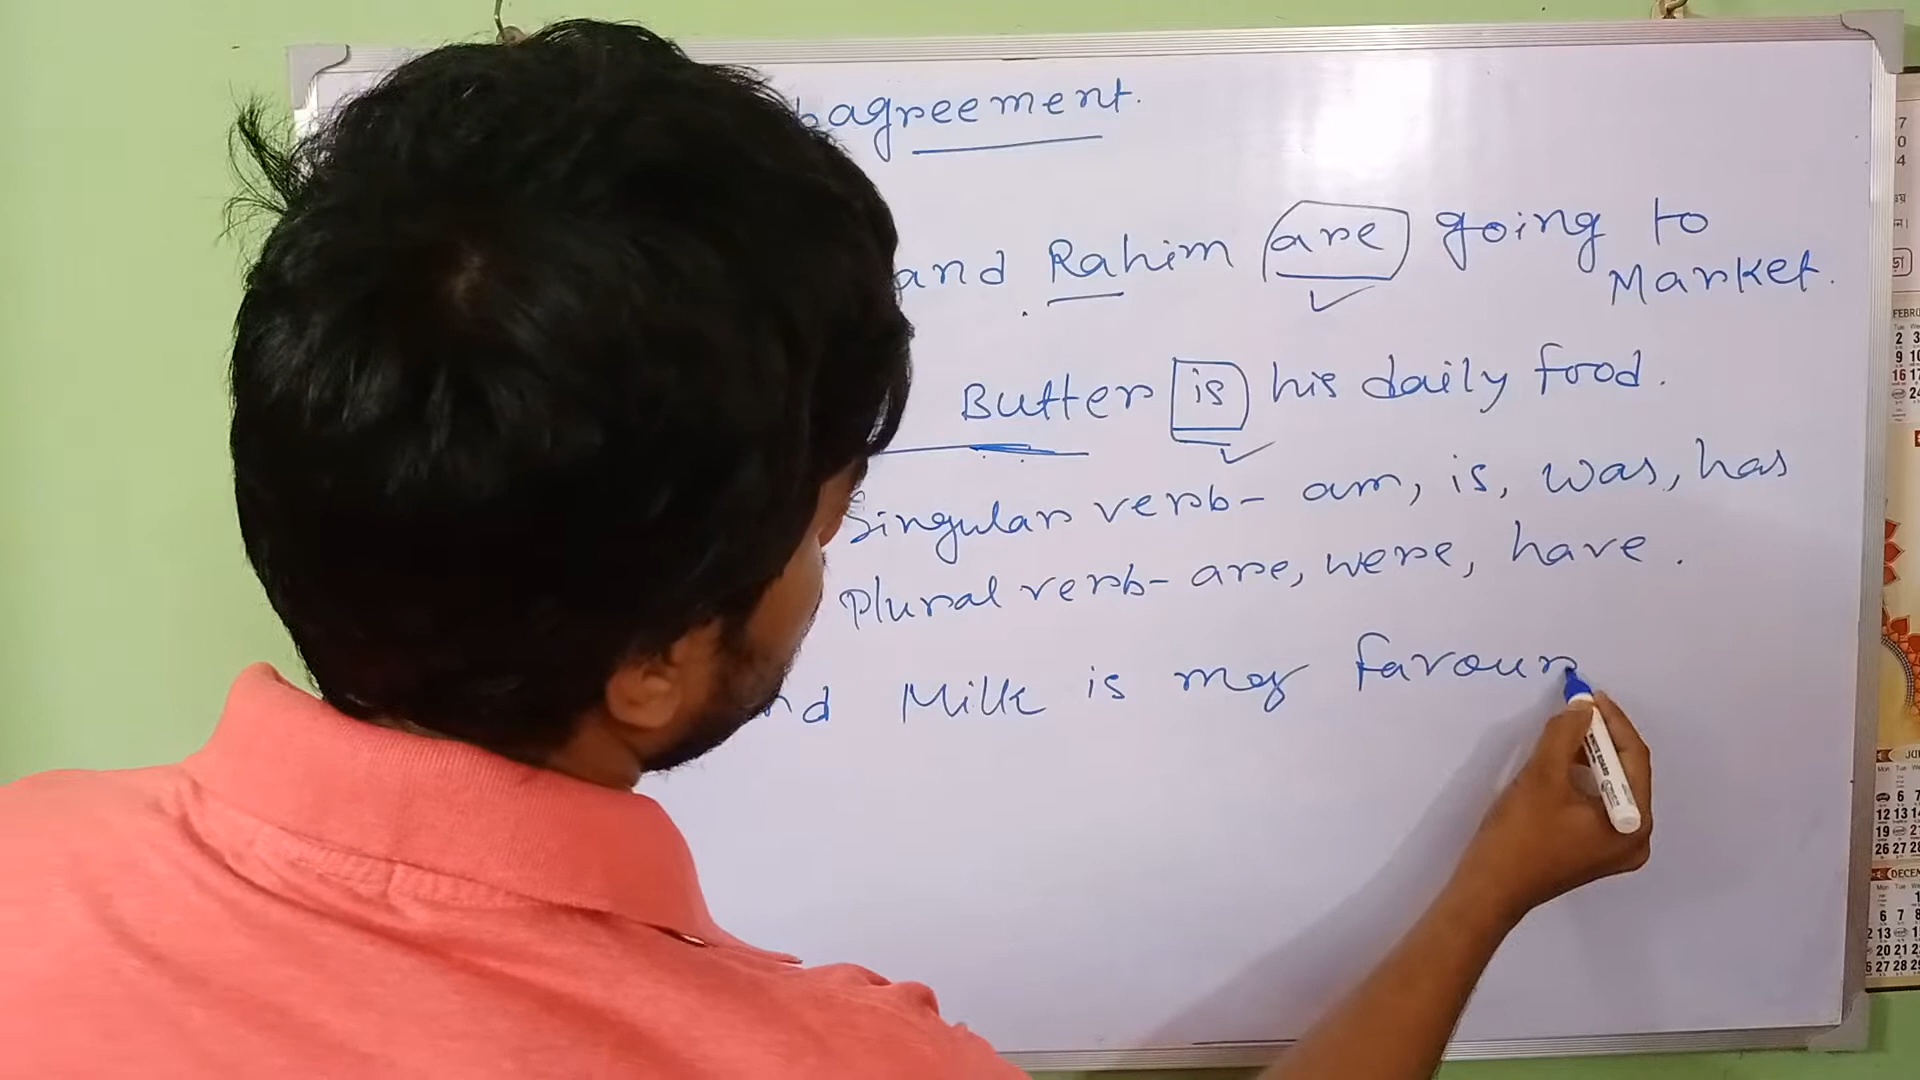 agreement.
and Rahim are going to
Market.
Butter is his daily food.
Singular verb- am, is, was, has
Plural verb- are, were, have.
nd Milk is my favour